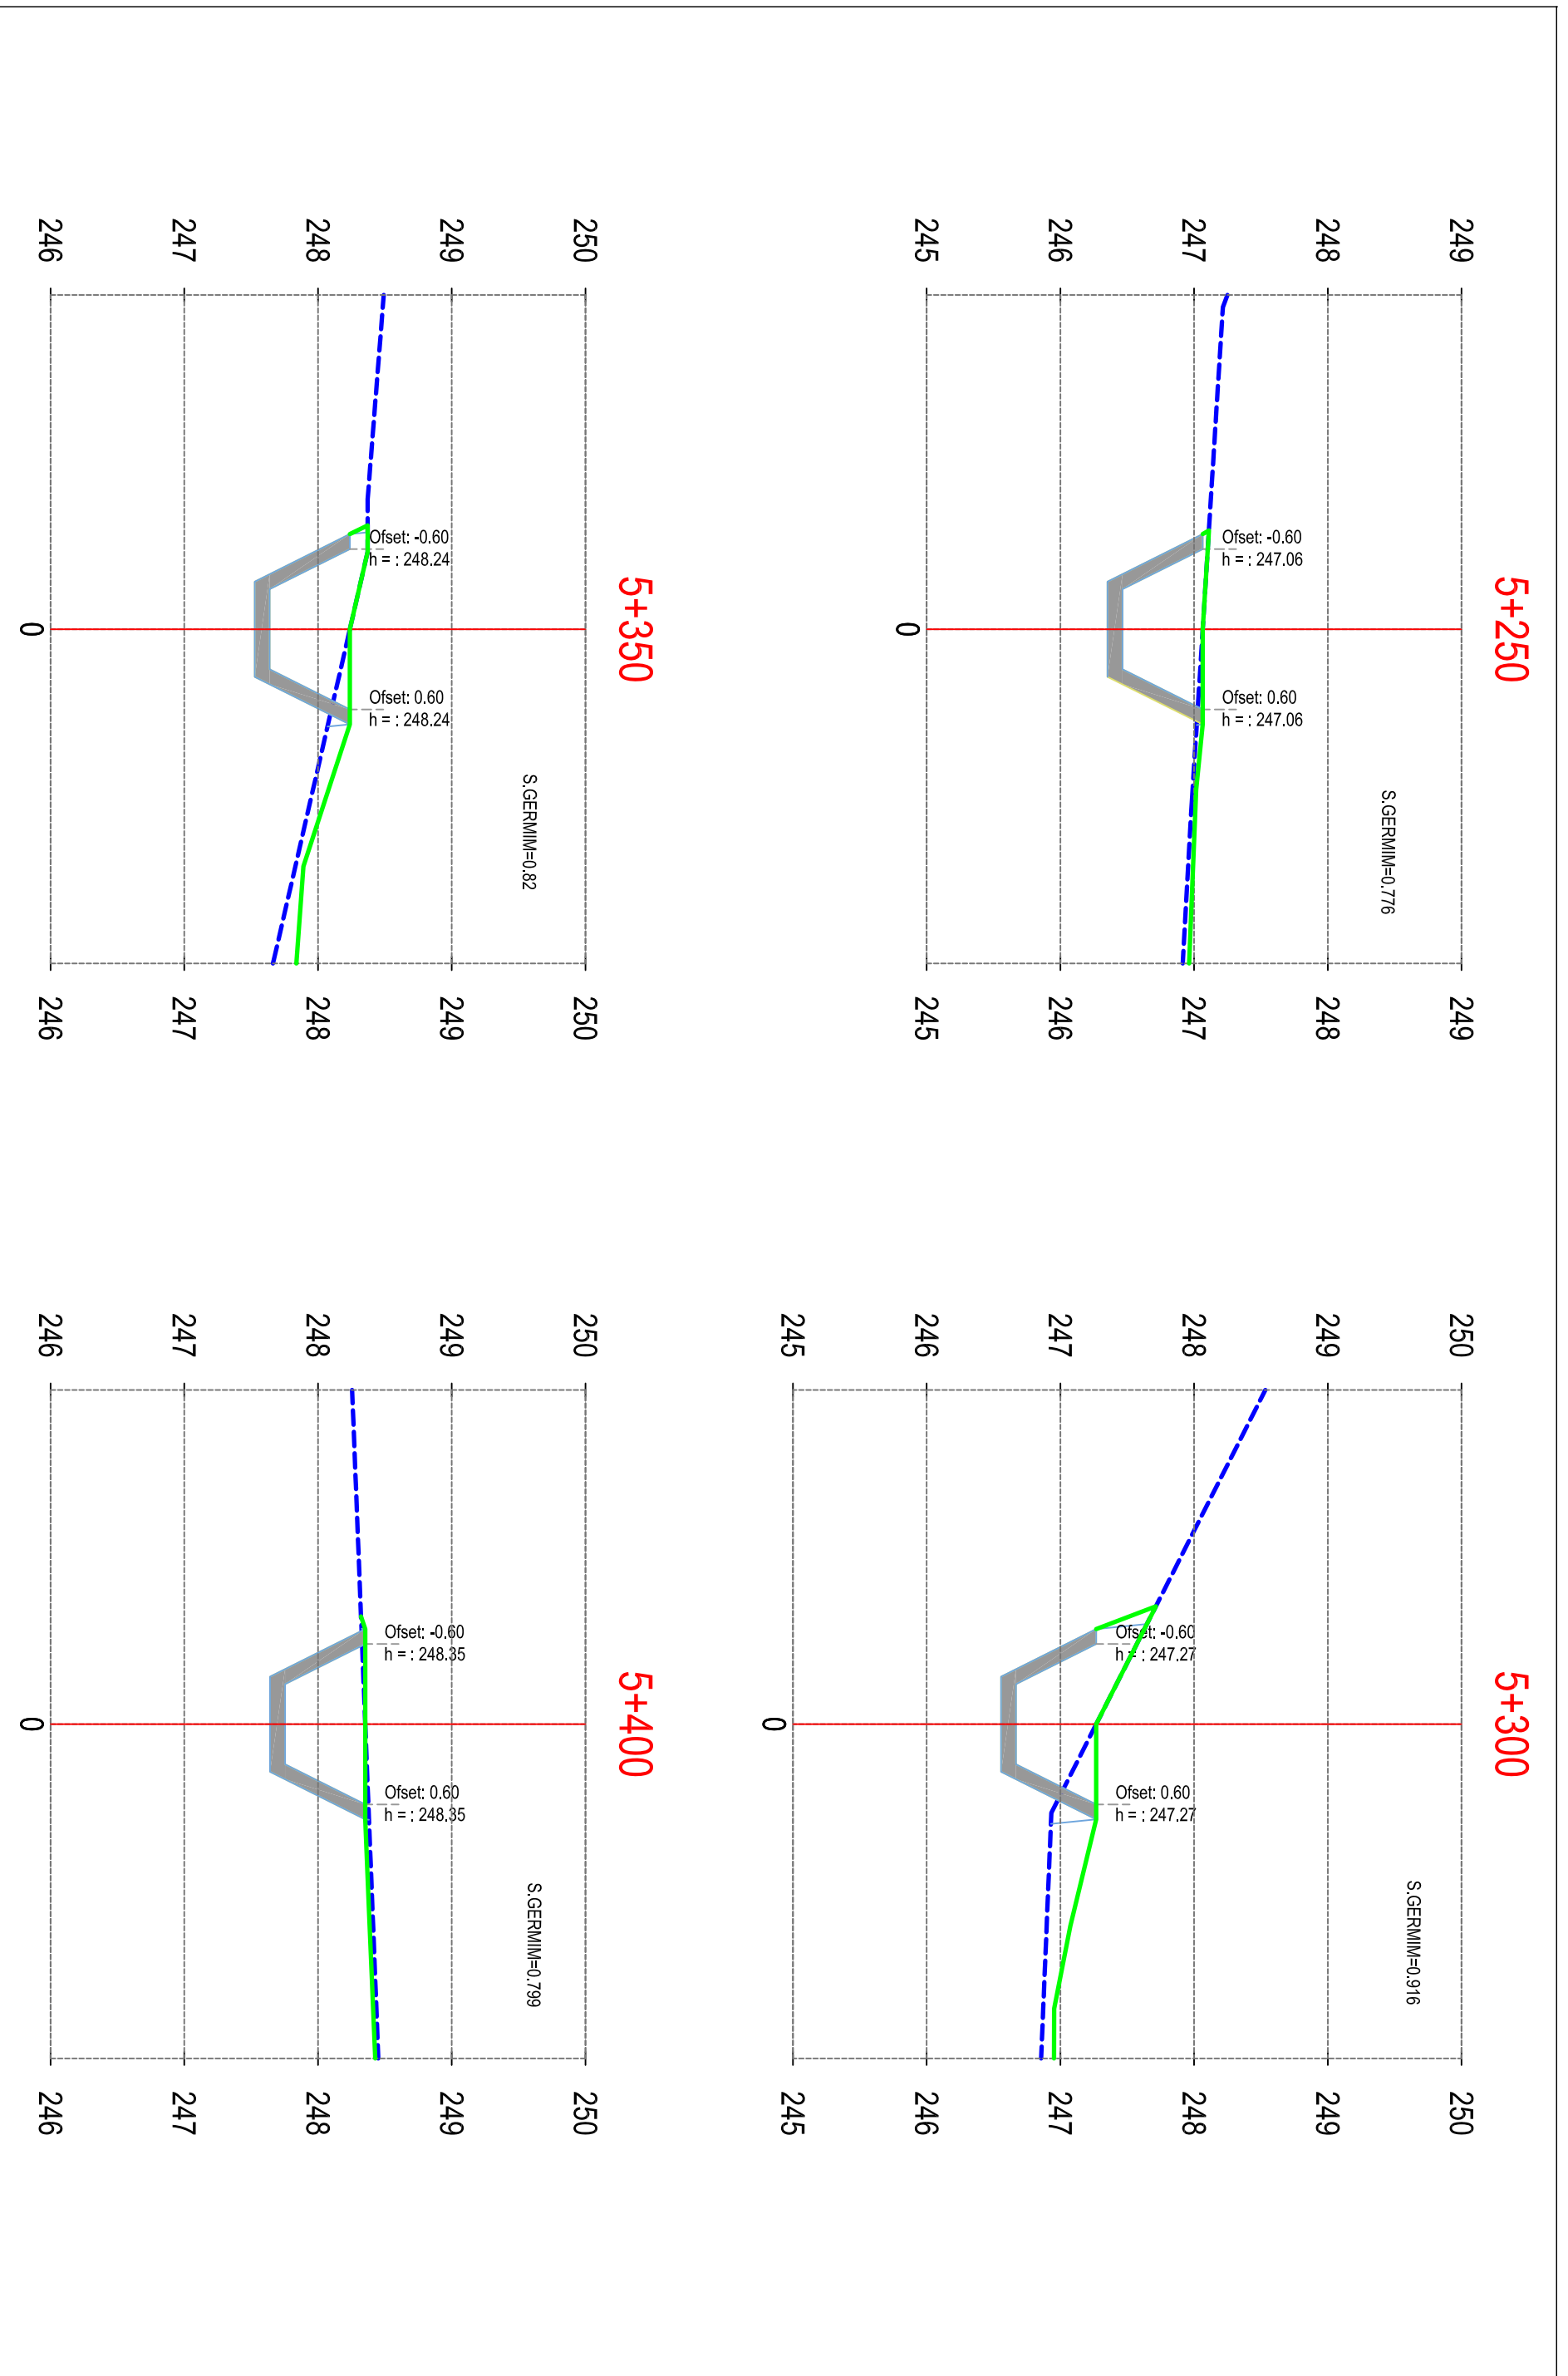 5+250
249 249
248 248
247 247
246 246
245 245
S.GERMIM=0.776
Ofset: -0.60
h = : 247.06
Ofset: 0.60
h = : 247.06
0
5+300
250 250
249 249
248 248
247 247
246 246
245 245
S.GERMIM=0.916
Ofset: -0.60
h = : 247.27
Ofset: 0.60
h = : 247.27
0
5+350
250 250
249 249
248 248
247 247
246 246
S.GERMIM=0.82
Ofset: -0.60
h = : 248.24
Ofset: 0.60
h = : 248.24
0
5+400
250 250
249 249
248 248
247 247
246 246
S.GERMIM=0.799
Ofset: -0.60
h = : 248.35
Ofset: 0.60
h = : 248.35
0